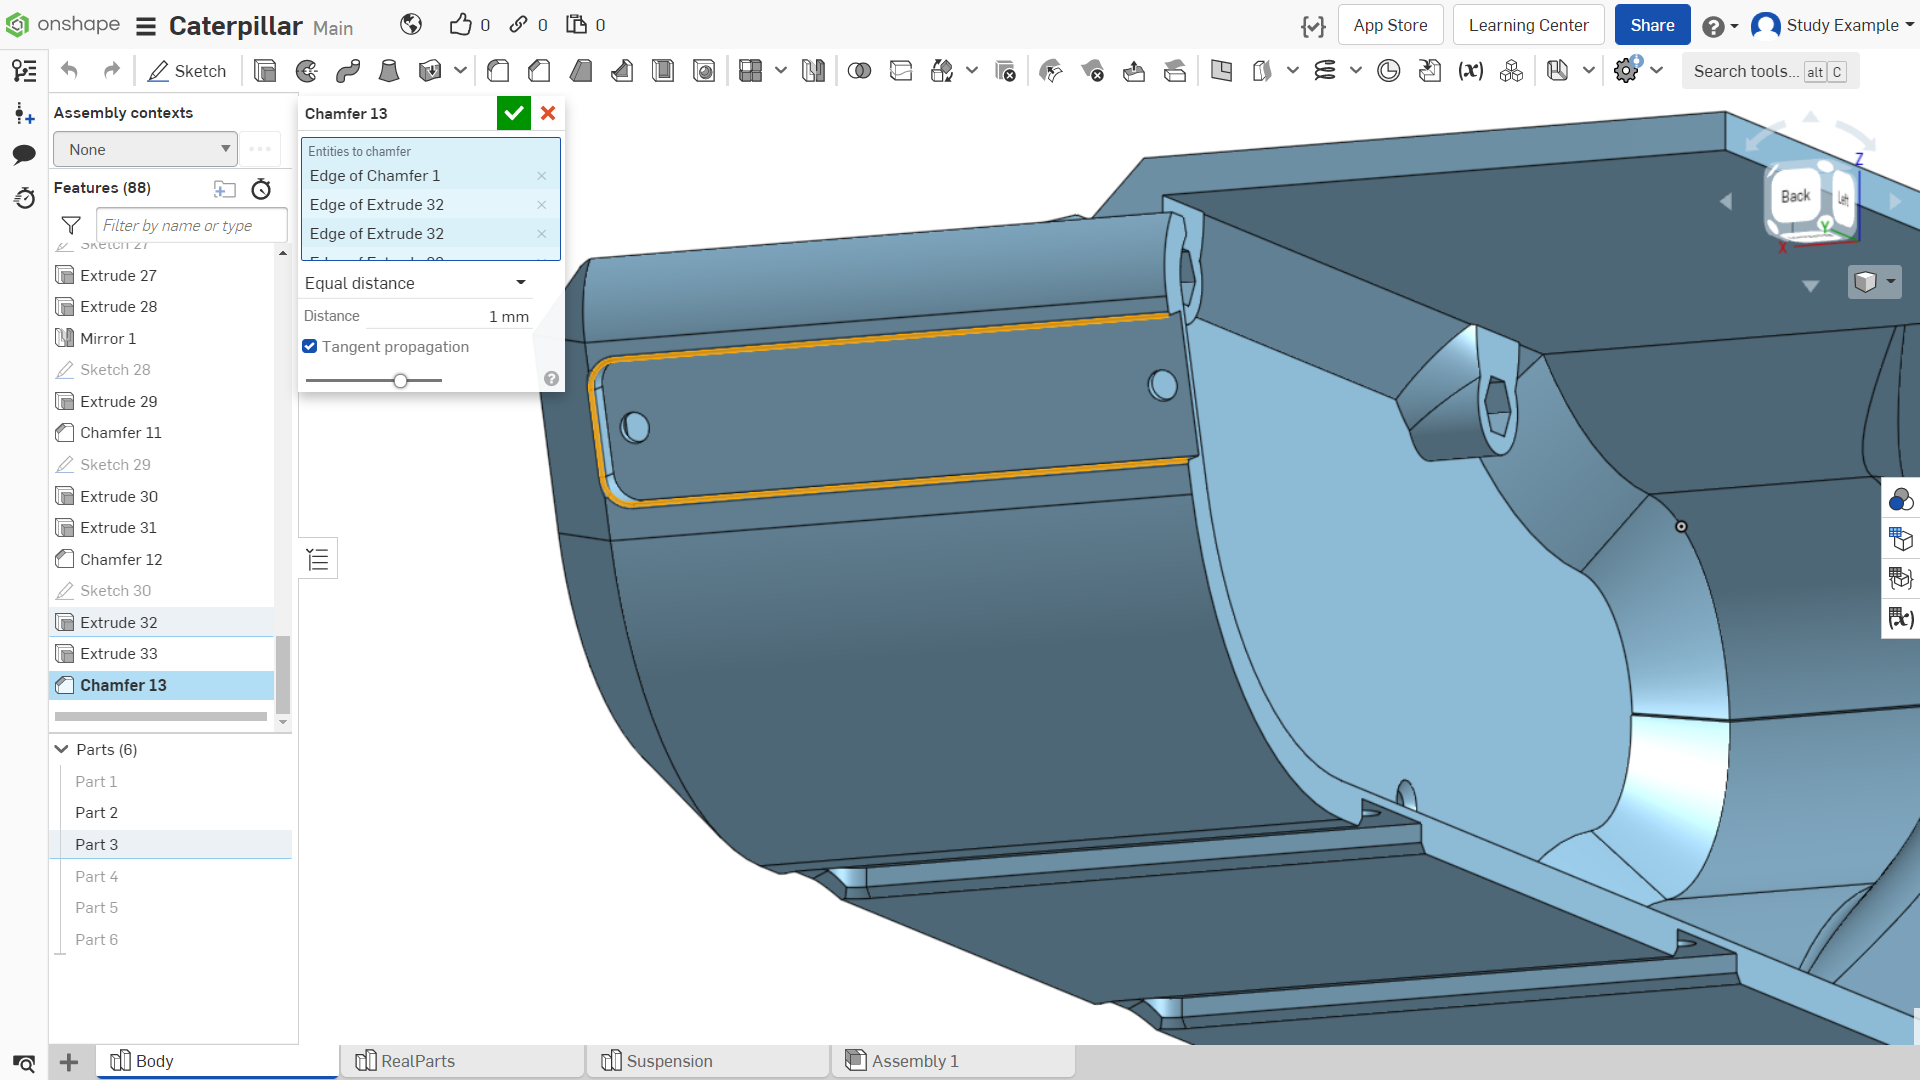 onshape Caterpillar Main 0 0 0 App Store Learning Center Share Study Example
Sketch Search tools... alt C
Assembly contexts
None
Features (88)
Filter by name or type
Sketch 27
Extrude 27
Extrude 28
Mirror 1
Sketch 28
Extrude 29
Chamfer 11
Sketch 29
Extrude 30
Extrude 31
Chamfer 12
Sketch 30
Extrude 32
Extrude 33
Chamfer 13
Parts (6)
Part 1
Part 2
Part 3
Part 4
Part 5
Part 6
Chamfer 13
Entities to chamfer
Edge of Chamfer 1
Edge of Extrude 32
Edge of Extrude 32
Equal distance
Distance 1 mm
Tangent propagation
Z
Back Left
Y
X
Body RealParts Suspension Assembly 1